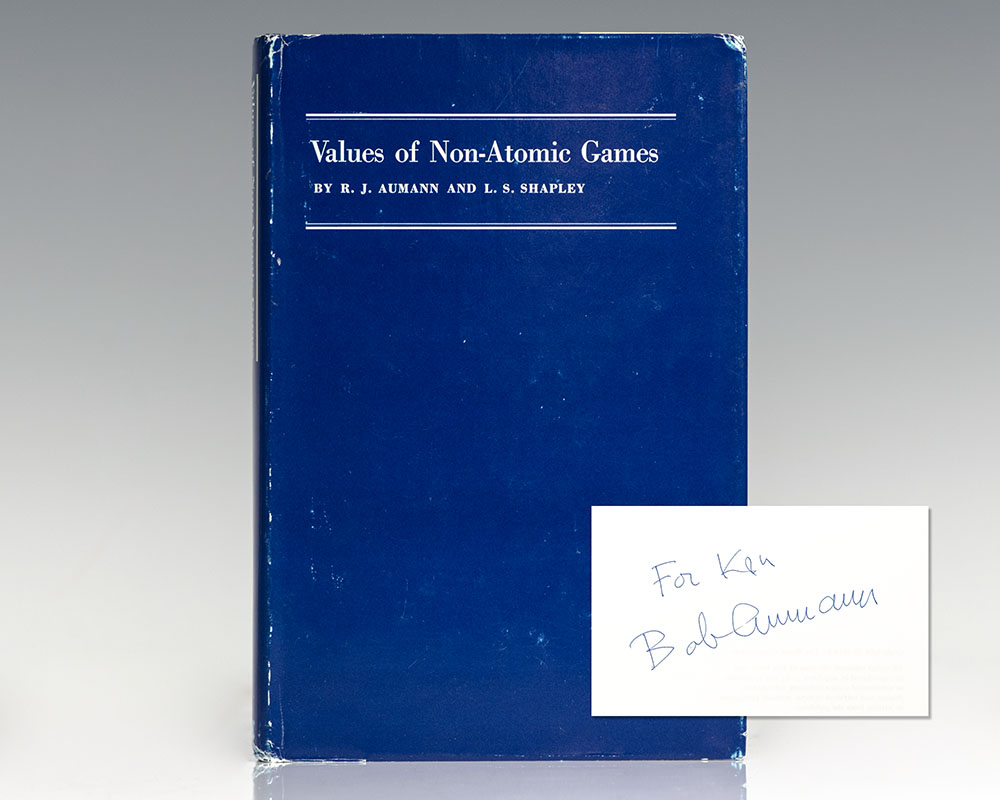 Values of Non-Atomic Games
BY R. J. AUMANN AND L. S. SHAPLEY
For Ken
Bob Aumann